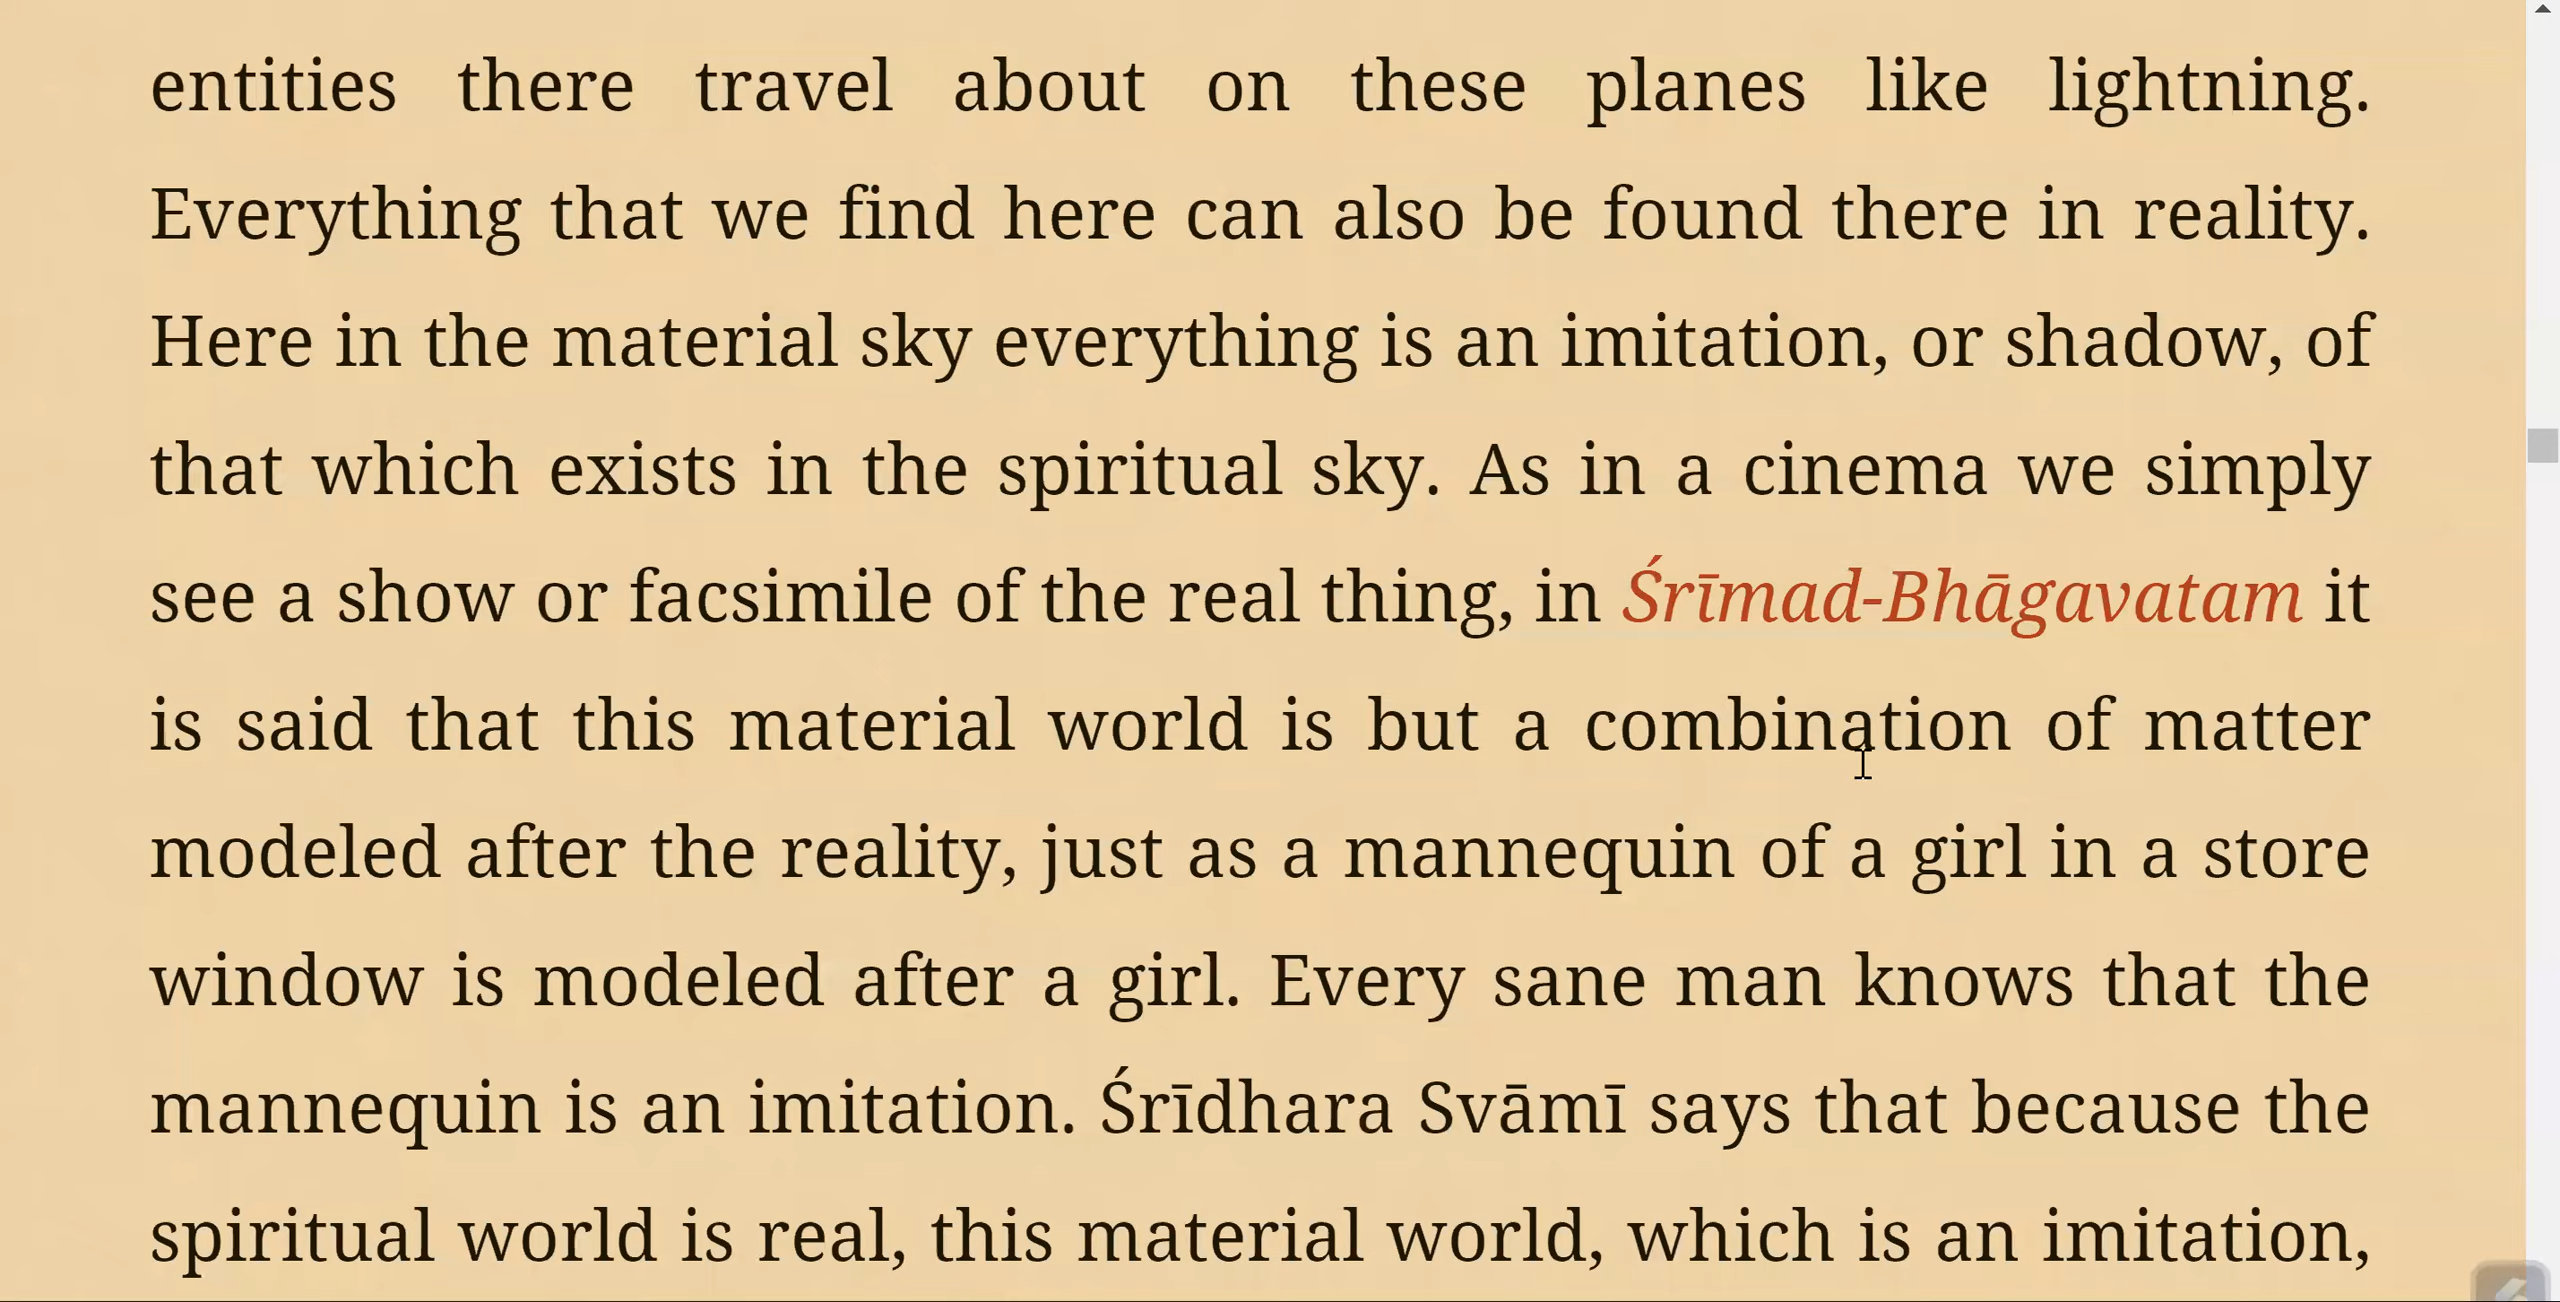 entities there travel about on these planes like lightning.
Everything that we find here can also be found there in reality.
Here in the material sky everything is an imitation, or shadow, of
that which exists in the spiritual sky. As in a cinema we simply
see a show or facsimile of the real thing, in Śrīmad-Bhāgavatam it
is said that this material world is but a combination of matter
modeled after the reality, just as a mannequin of a girl in a store
window is modeled after a girl. Every sane man knows that the
mannequin is an imitation. Śrīdhara Svāmī says that because the
spiritual world is real, this material world, which is an imitation,